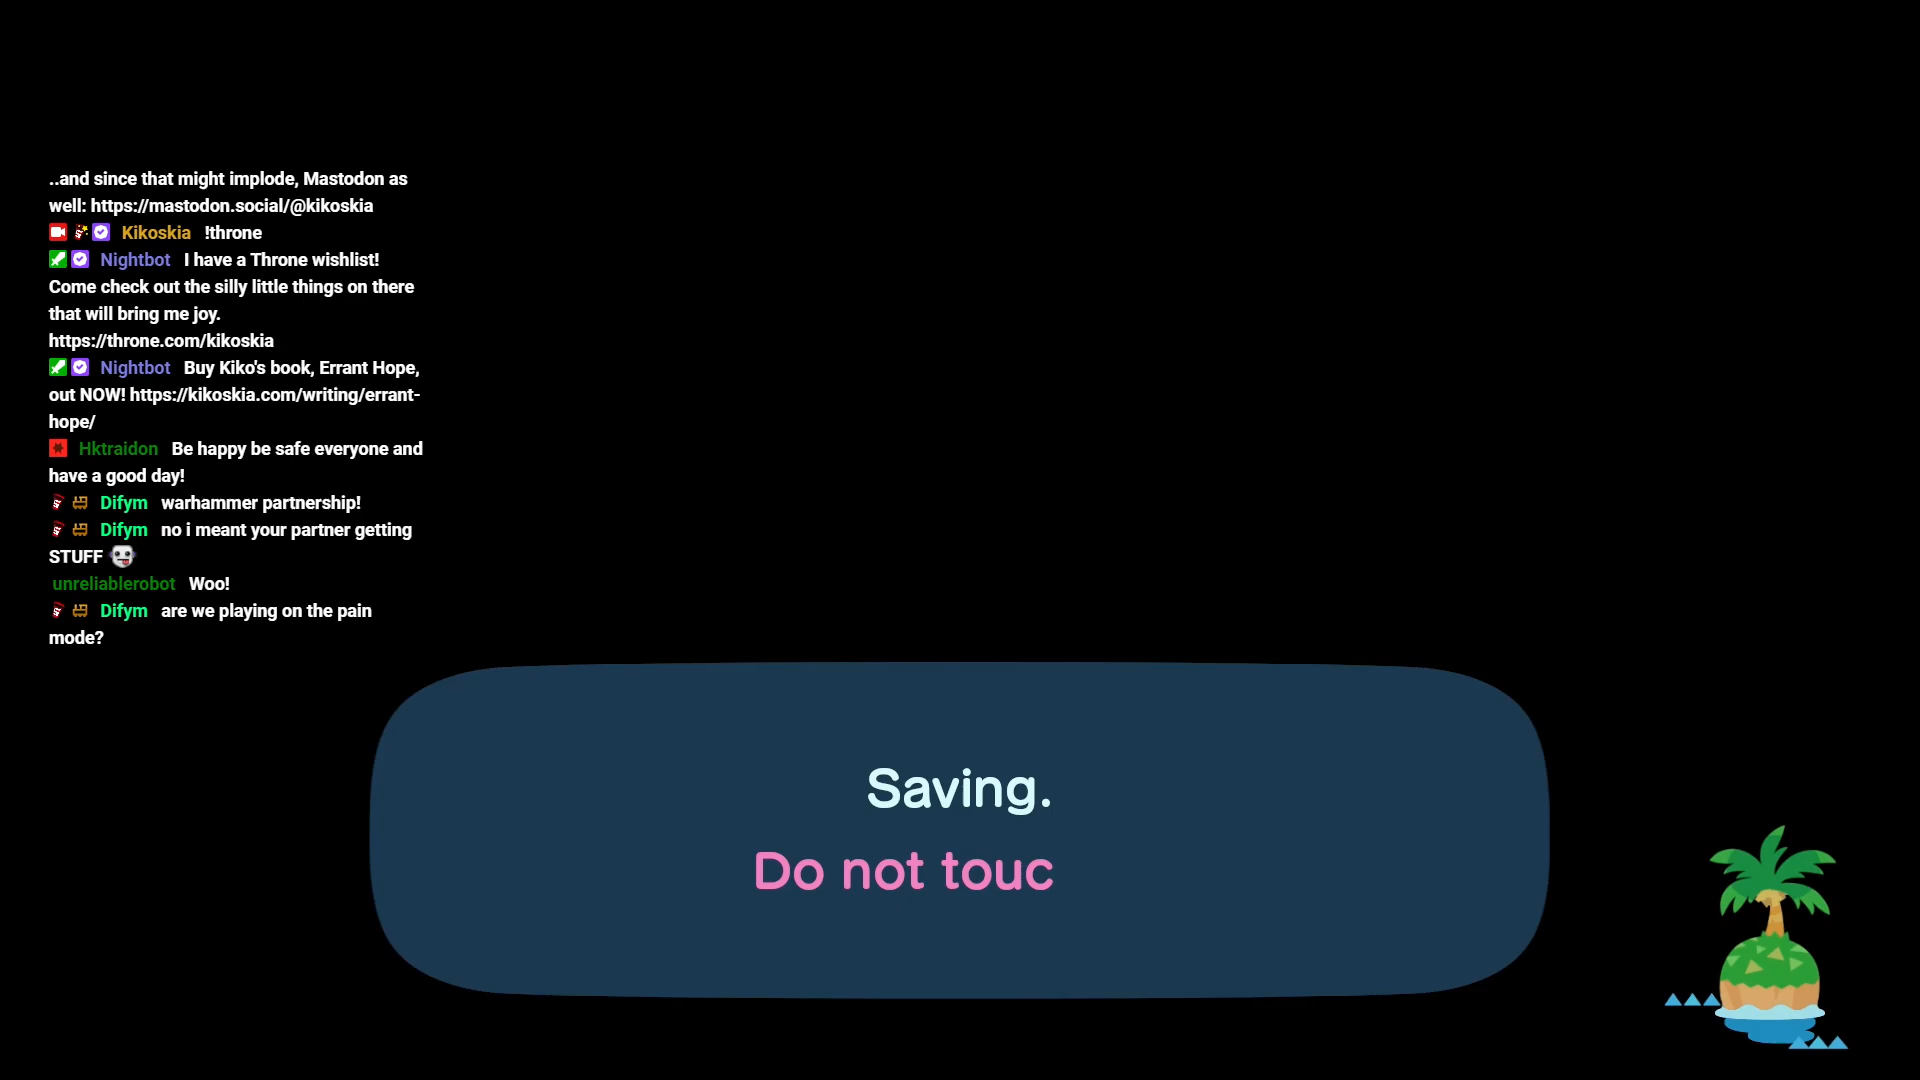 ..and since that might implode, Mastodon as
well: https://mastodon.social/@kikoskia
Kikoskia !throne
Nightbot I have a Throne wishlist!
Come check out the silly little things on there
that will bring me joy.
https://throne.com/kikoskia
Nightbot Buy Kiko's book, Errant Hope,
out NOW! https://kikoskia.com/writing/errant-
hope/
Hktraidon Be happy be safe everyone and
have a good day!
Difym warhammer partnership!
Difym no i meant your partner getting
STUFF
unreliablerobot Woo!
Difym are we playing on the pain
mode?
Saving.
Do not touc